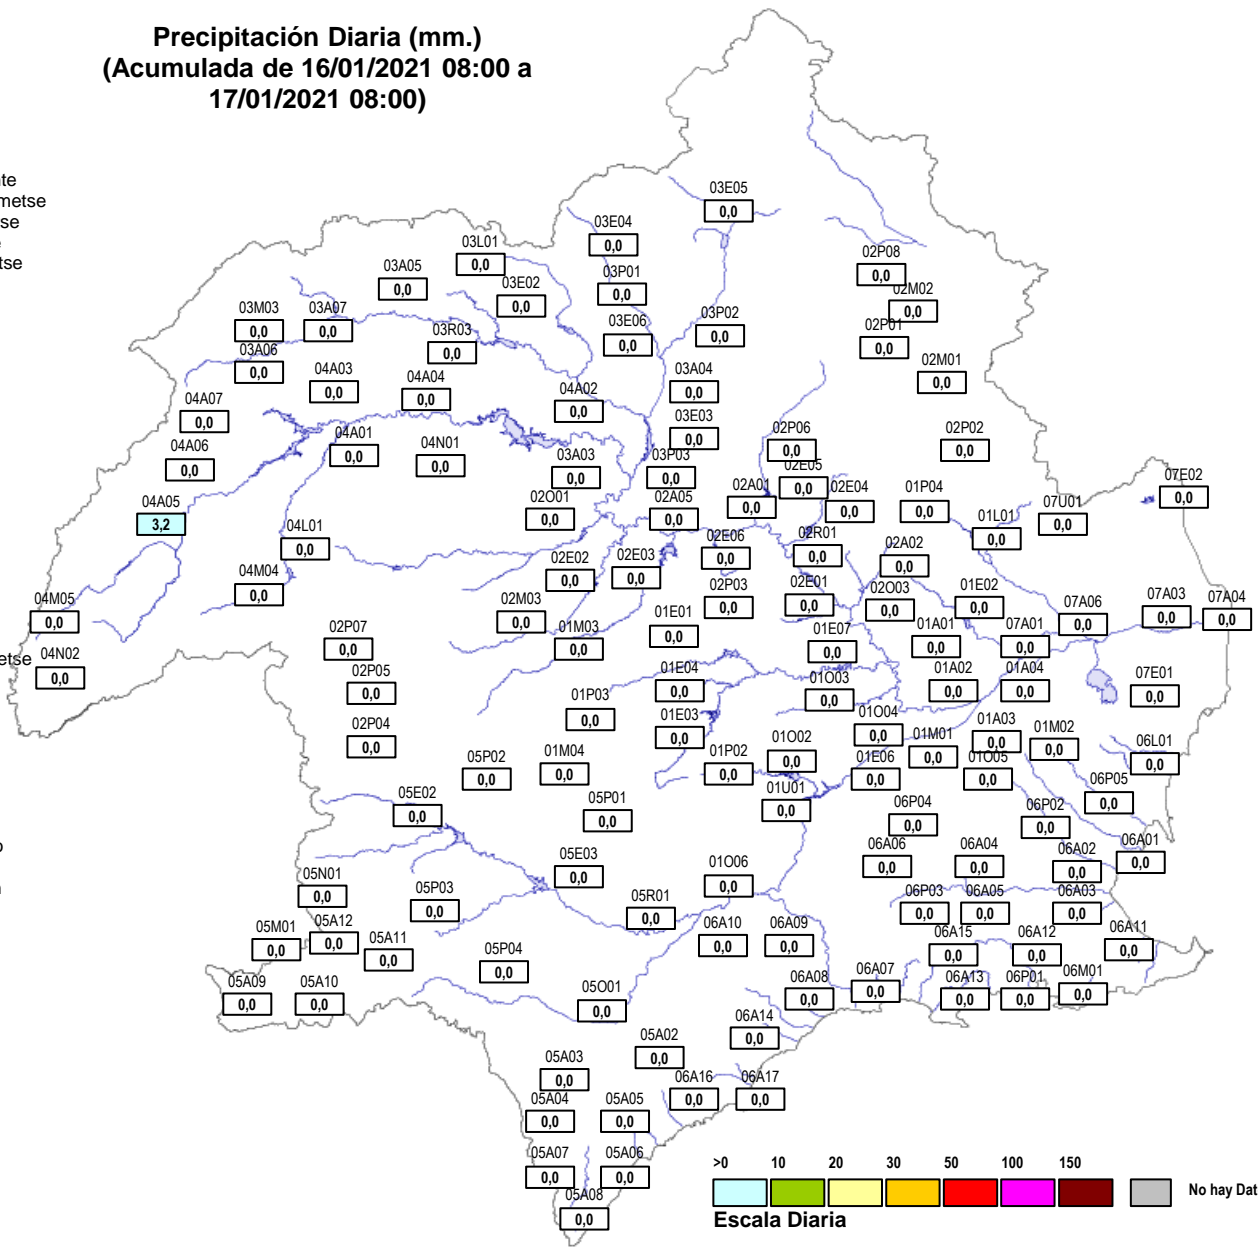 Precipitación Diaria (mm.)
(Acumulada de 16/01/2021 08:00 a
17/01/2021 08:00)
te
metse
se
tse
03E05
0,0
03E04
0,0
03L01
0,0
02P08
0,0
03A05
0,0
03P01
0,0
03E02
0,0
02M02
0,0
03M03
0,0
03A07
0,0
03P02
0,0
03E06
0,0
03R03
0,0
02P01
0,0
03A06
0,0
02M01
0,0
04A03
0,0
04A04
0,0
03A04
0,0
04A02
0,0
04A07
0,0
03E03
0,0
02P06
0,0
02P02
0,0
04A01
0,0
04N01
0,0
04A06
0,0
03A03
0,0
03P03
0,0
02E05
0,0
07E02
0,0
02A01
0,0
02E04
0,0
01P04
0,0
04A05
3,2
02O01
0,0
02A05
0,0
07U01
0,0
01L01
0,0
04L01
0,0
02E06
0,0
02R01
0,0
02A02
0,0
02E02
0,0
02E03
0,0
04M04
0,0
02P03
0,0
02E01
0,0
02O03
0,0
01E02
0,0
04M05
0,0
02M03
0,0
07A06
0,0
07A03
0,0
07A04
0,0
01E01
0,0
01M03
0,0
01E07
0,0
01A01
0,0
07A01
0,0
02P07
0,0
etse
04N02
0,0
02P05
0,0
01E04
0,0
01O03
0,0
01A02
0,0
01A04
0,0
07E01
0,0
01P03
0,0
01E03
0,0
01O04
0,0
02P04
0,0
01A03
0,0
01M02
0,0
01O02
0,0
01M01
0,0
06L01
0,0
05P02
0,0
01M04
0,0
01P02
0,0
01E06
0,0
01O05
0,0
05E02
0,0
05P01
0,0
01U01
0,0
06P05
0,0
06P04
0,0
06P02
0,0
05E03
0,0
01O06
0,0
06A06
0,0
06A04
0,0
06A02
0,0
06A01
0,0
05N01
0,0
05P03
0,0
05R01
0,0
06P03
0,0
06A05
0,0
06A03
0,0
05M01
0,0
05A12
0,0
05A11
0,0
06A10
0,0
06A09
0,0
06A15
0,0
06A12
0,0
06A11
0,0
05P04
0,0
05A09
0,0
05A10
0,0
05O01
0,0
06A08
0,0
06A07
0,0
06A13
0,0
06P01
0,0
06M01
0,0
06A14
0,0
05A02
0,0
05A03
0,0
06A16
0,0
06A17
0,0
05A04
0,0
05A05
0,0
05A07
0,0
05A06
0,0
05A08
0,0
>0 10 20 30 50 100 150
No hay Dat
Escala Diaria